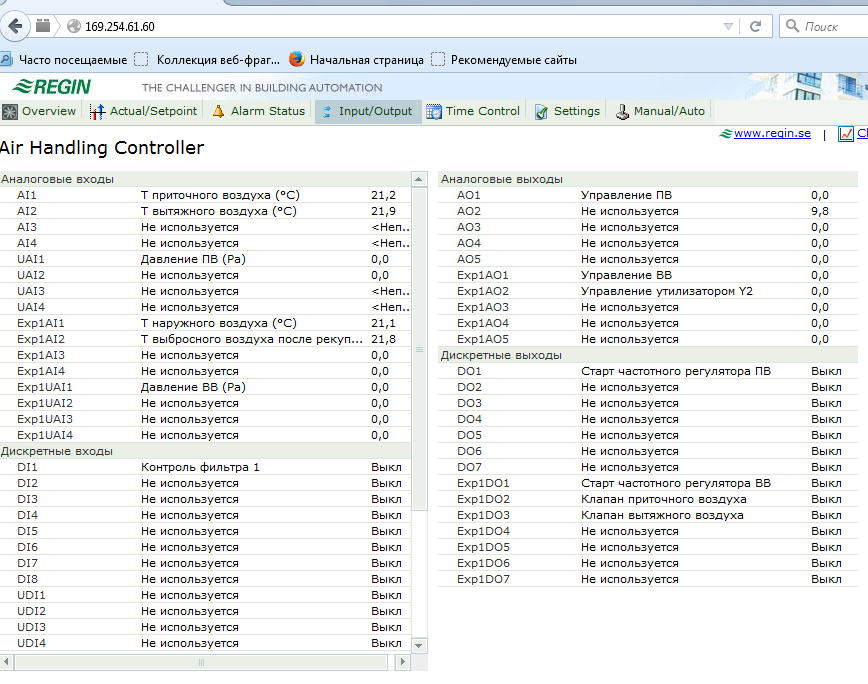 169.254.61.60
Поиск
Часто посещаемые Коллекция веб-фраг... Начальная страница Рекомендуемые сайты
REGIN THE CHALLENGER IN BUILDING AUTOMATION
Overview Actual/Setpoint Alarm Status Input/Output Time Control Settings Manual/Auto
www.regin.se |
Air Handling Controller
Аналоговые входы
AI1 Т приточного воздуха (°C) 21,2
AI2 Т вытяжного воздуха (°C) 21,9
AI3 Не используется <Неп..
AI4 Не используется <Неп..
UAI1 Давление ПВ (Pa) 0,0
UAI2 Не используется 0,0
UAI3 Не используется <Неп..
UAI4 Не используется <Неп..
Exp1AI1 Т наружного воздуха (°C) 21,1
Exp1AI2 Т выбросного воздуха после рекуп... 21,8
Exp1AI3 Не используется 0,0
Exp1AI4 Не используется 0,0
Exp1UAI1 Давление ВВ (Pa) 0,0
Exp1UAI2 Не используется 0,0
Exp1UAI3 Не используется 0,0
Exp1UAI4 Не используется 0,0
Дискретные входы
DI1 Контроль фильтра 1 Выкл
DI2 Не используется Выкл
DI3 Не используется Выкл
DI4 Не используется Выкл
DI5 Не используется Выкл
DI6 Не используется Выкл
DI7 Не используется Выкл
DI8 Не используется Выкл
UDI1 Не используется Выкл
UDI2 Не используется Выкл
UDI3 Не используется Выкл
UDI4 Не используется Выкл
Аналоговые выходы
AO1 Управление ПВ 0,0
AO2 Не используется 9,8
AO3 Не используется 0,0
AO4 Не используется 0,0
AO5 Не используется 0,0
Exp1AO1 Управление ВВ 0,0
Exp1AO2 Управление утилизатором Y2 0,0
Exp1AO3 Не используется 0,0
Exp1AO4 Не используется 0,0
Exp1AO5 Не используется 0,0
Дискретные выходы
DO1 Старт частотного регулятора ПВ Выкл
DO2 Не используется Выкл
DO3 Не используется Выкл
DO4 Не используется Выкл
DO5 Не используется Выкл
DO6 Не используется Выкл
DO7 Не используется Выкл
Exp1DO1 Старт частотного регулятора ВВ Выкл
Exp1DO2 Клапан приточного воздуха Выкл
Exp1DO3 Клапан вытяжного воздуха Выкл
Exp1DO4 Не используется Выкл
Exp1DO5 Не используется Выкл
Exp1DO6 Не используется Выкл
Exp1DO7 Не используется Выкл